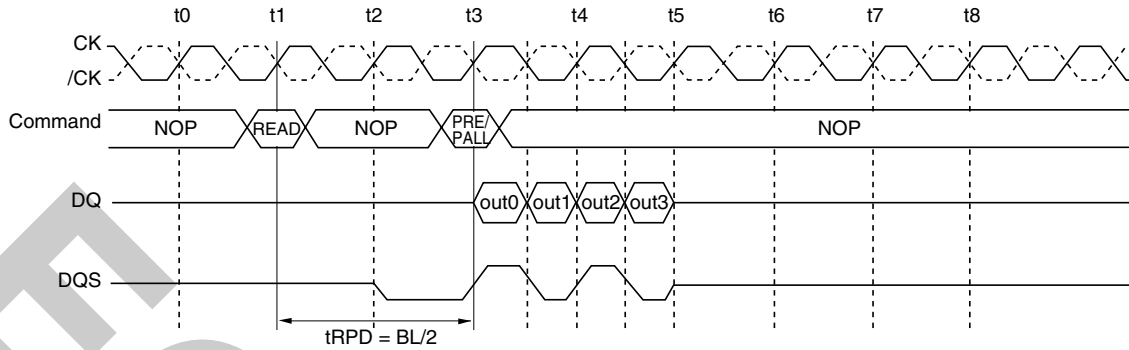 t0 t1 t2 t3 t4 t5 t6 t7 t8
CK
/CK
Command NOP READ NOP PRE/ PALL NOP
DQ out0 out1 out2 out3
DQS
tRPD = BL/2